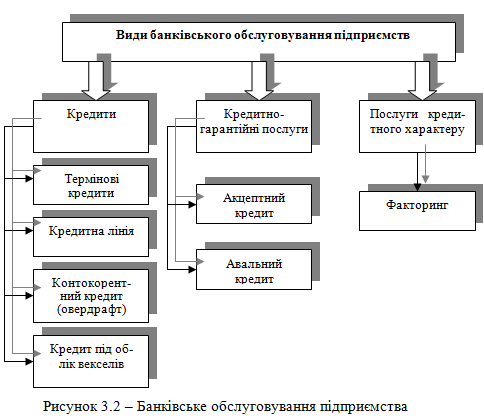 Види банківського обслуговування підприємств
Кредити
Термінові
кредити
Кредитна лінія
Контокорент-
ний кредит
(овердрафт)
Кредит під об-
лік векселів
Кредитно-
гарантійні послуги
Акцептний
кредит
Авальний
кредит
Послуги креди-
тного характеру
Факторинг
Рисунок 3.2 – Банківське обслуговування підприємства